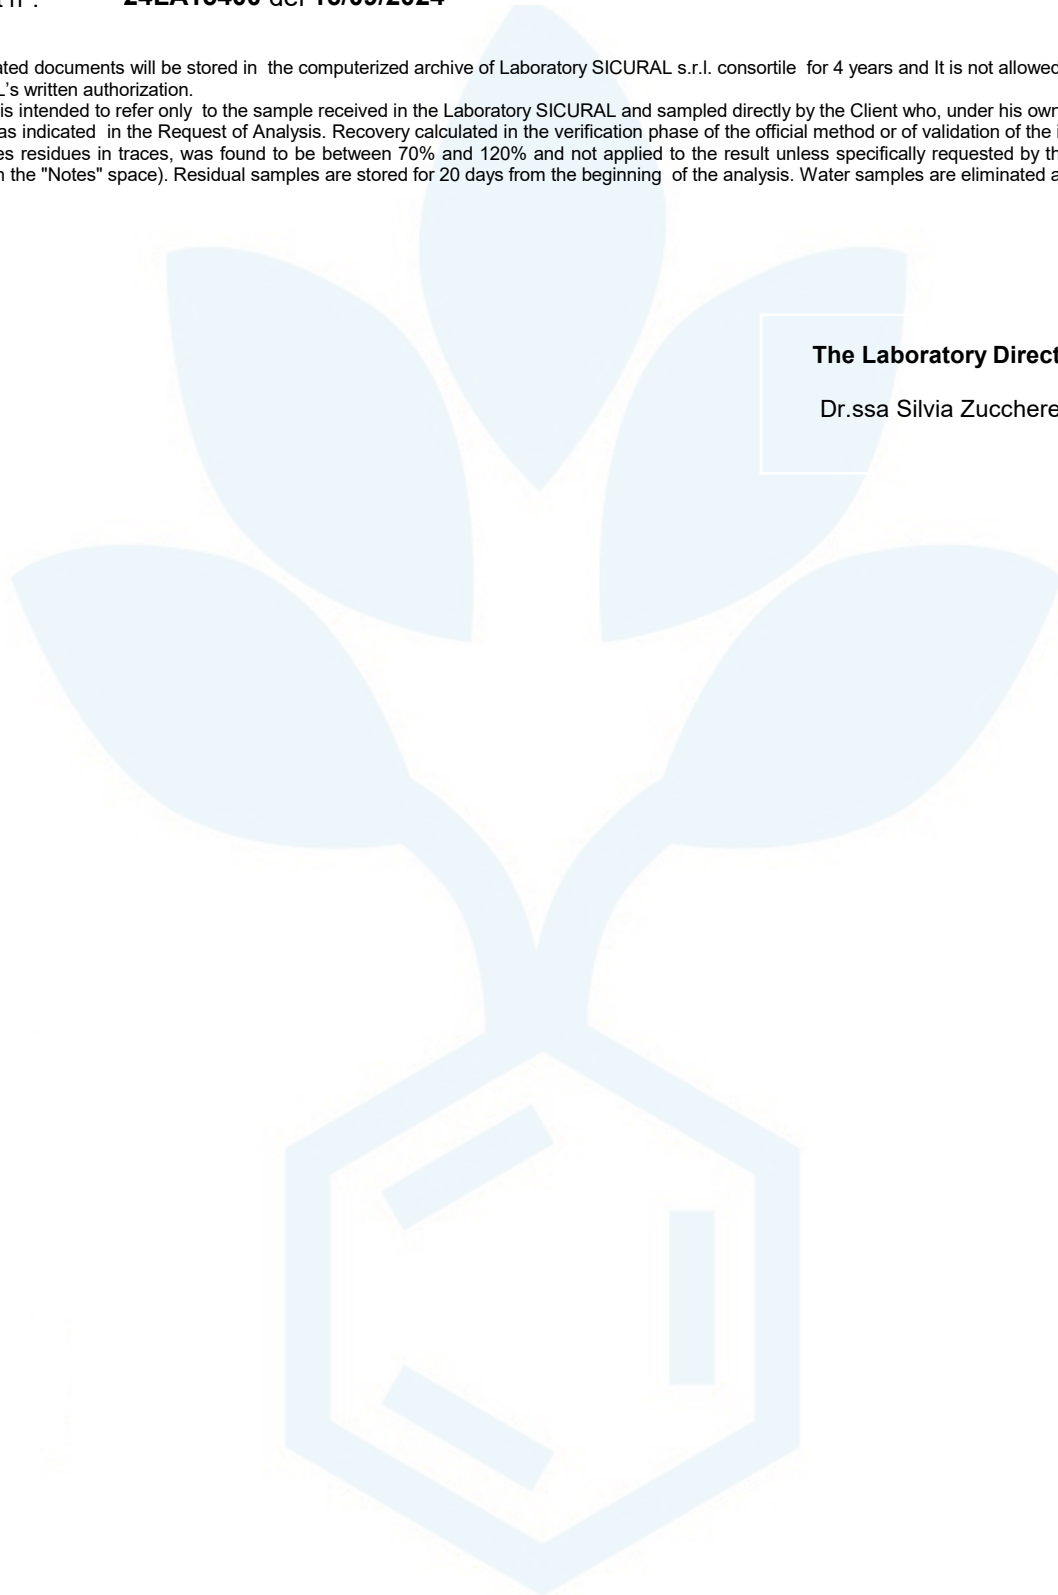 del
ated documents will be stored in the computerized archive of Laboratory SICURAL s.r.l. consortile for 4 years and It is not allowed
L's written authorization.
is intended to refer only to the sample received in the Laboratory SICURAL and sampled directly by the Client who, under his own
as indicated in the Request of Analysis. Recovery calculated in the verification phase of the official method or of validation of the
es residues in traces, was found to be between 70% and 120% and not applied to the result unless specifically requested by th
n the "Notes" space). Residual samples are stored for 20 days from the beginning of the analysis. Water samples are eliminated a
The Laboratory Direct
Dr.ssa Silvia Zucchere